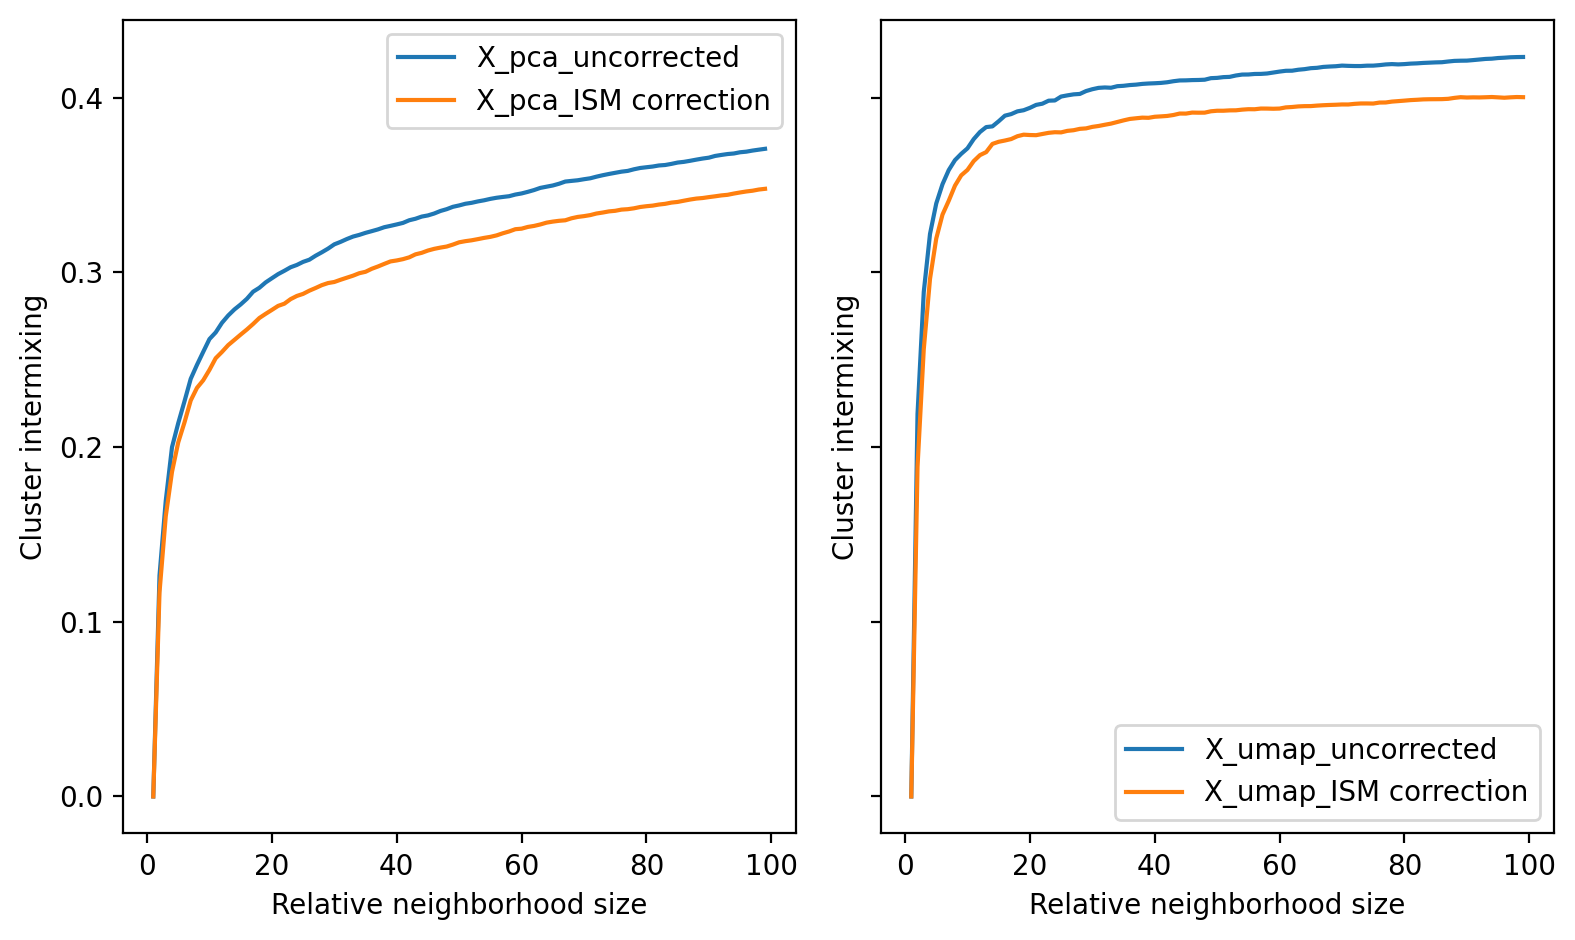 X_pca_uncorrected
X_pca_ISM correction
0.4
0.3
0.2
0.1
0.0
Cluster intermixing
0 20 40 60 80 100
Relative neighborhood size
Cluster intermixing
X_umap_uncorrected
X_umap_ISM correction
0 20 40 60 80 100
Relative neighborhood size